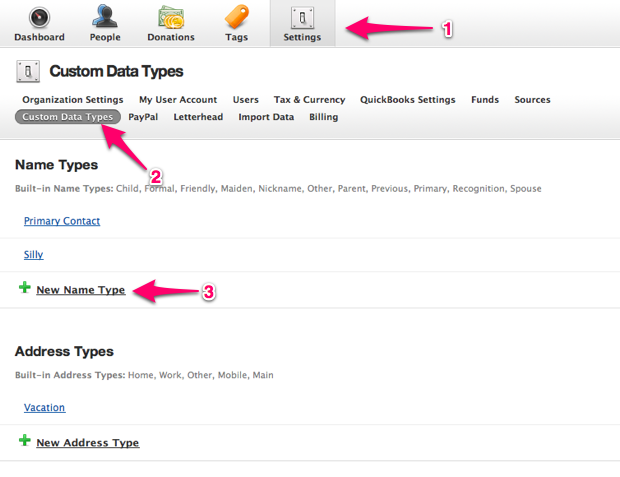 Dashboard People Donations Tags Settings 1
Custom Data Types
Organization Settings My User Account Users Tax & Currency QuickBooks Settings Funds Sources
Custom Data Types PayPal Letterhead Import Data Billing
2
Name Types
Built-in Name Types: Child, Formal, Friendly, Maiden, Nickname, Other, Parent, Previous, Primary, Recognition, Spouse
Primary Contact
Silly
New Name Type 3
Address Types
Built-in Address Types: Home, Work, Other, Mobile, Main
Vacation
New Address Type